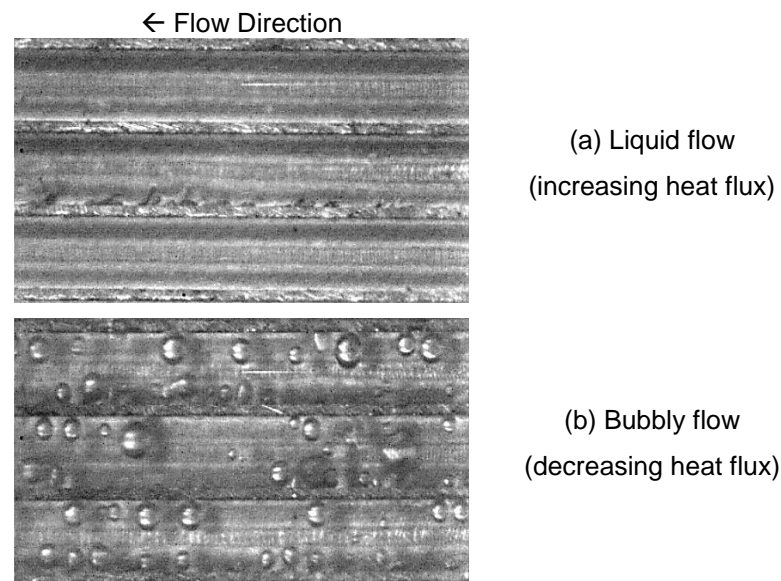 ← Flow Direction
(a) Liquid flow
(increasing heat flux)
(b) Bubbly flow
(decreasing heat flux)